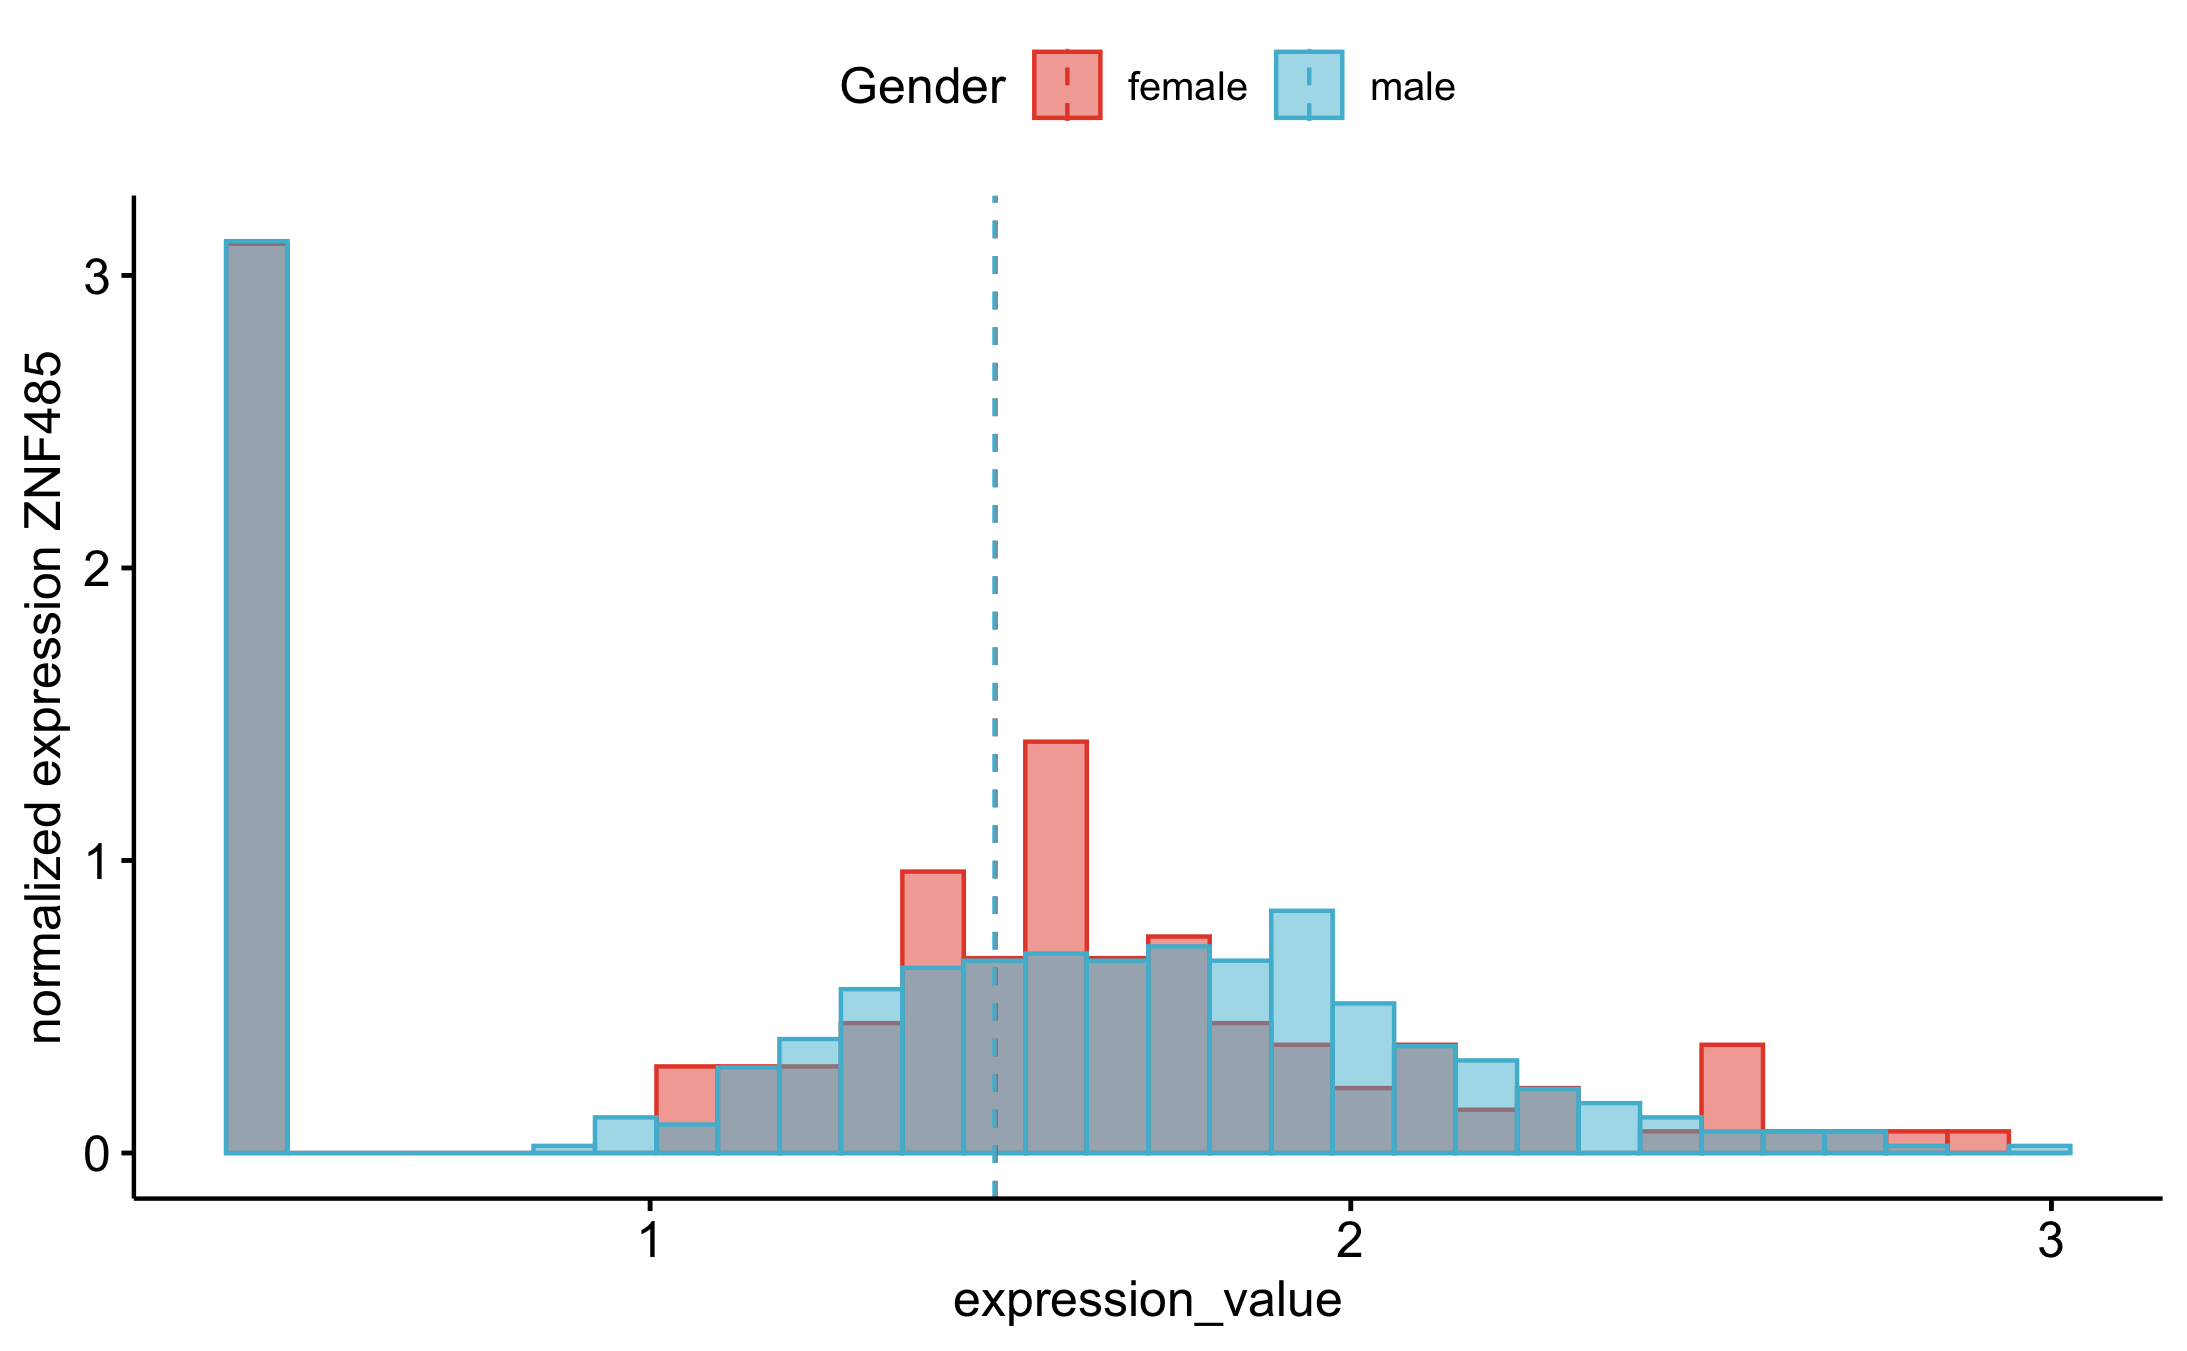 Gender female male
normalized expression ZNF485
3
2
1
0
1 2 3
expression_value